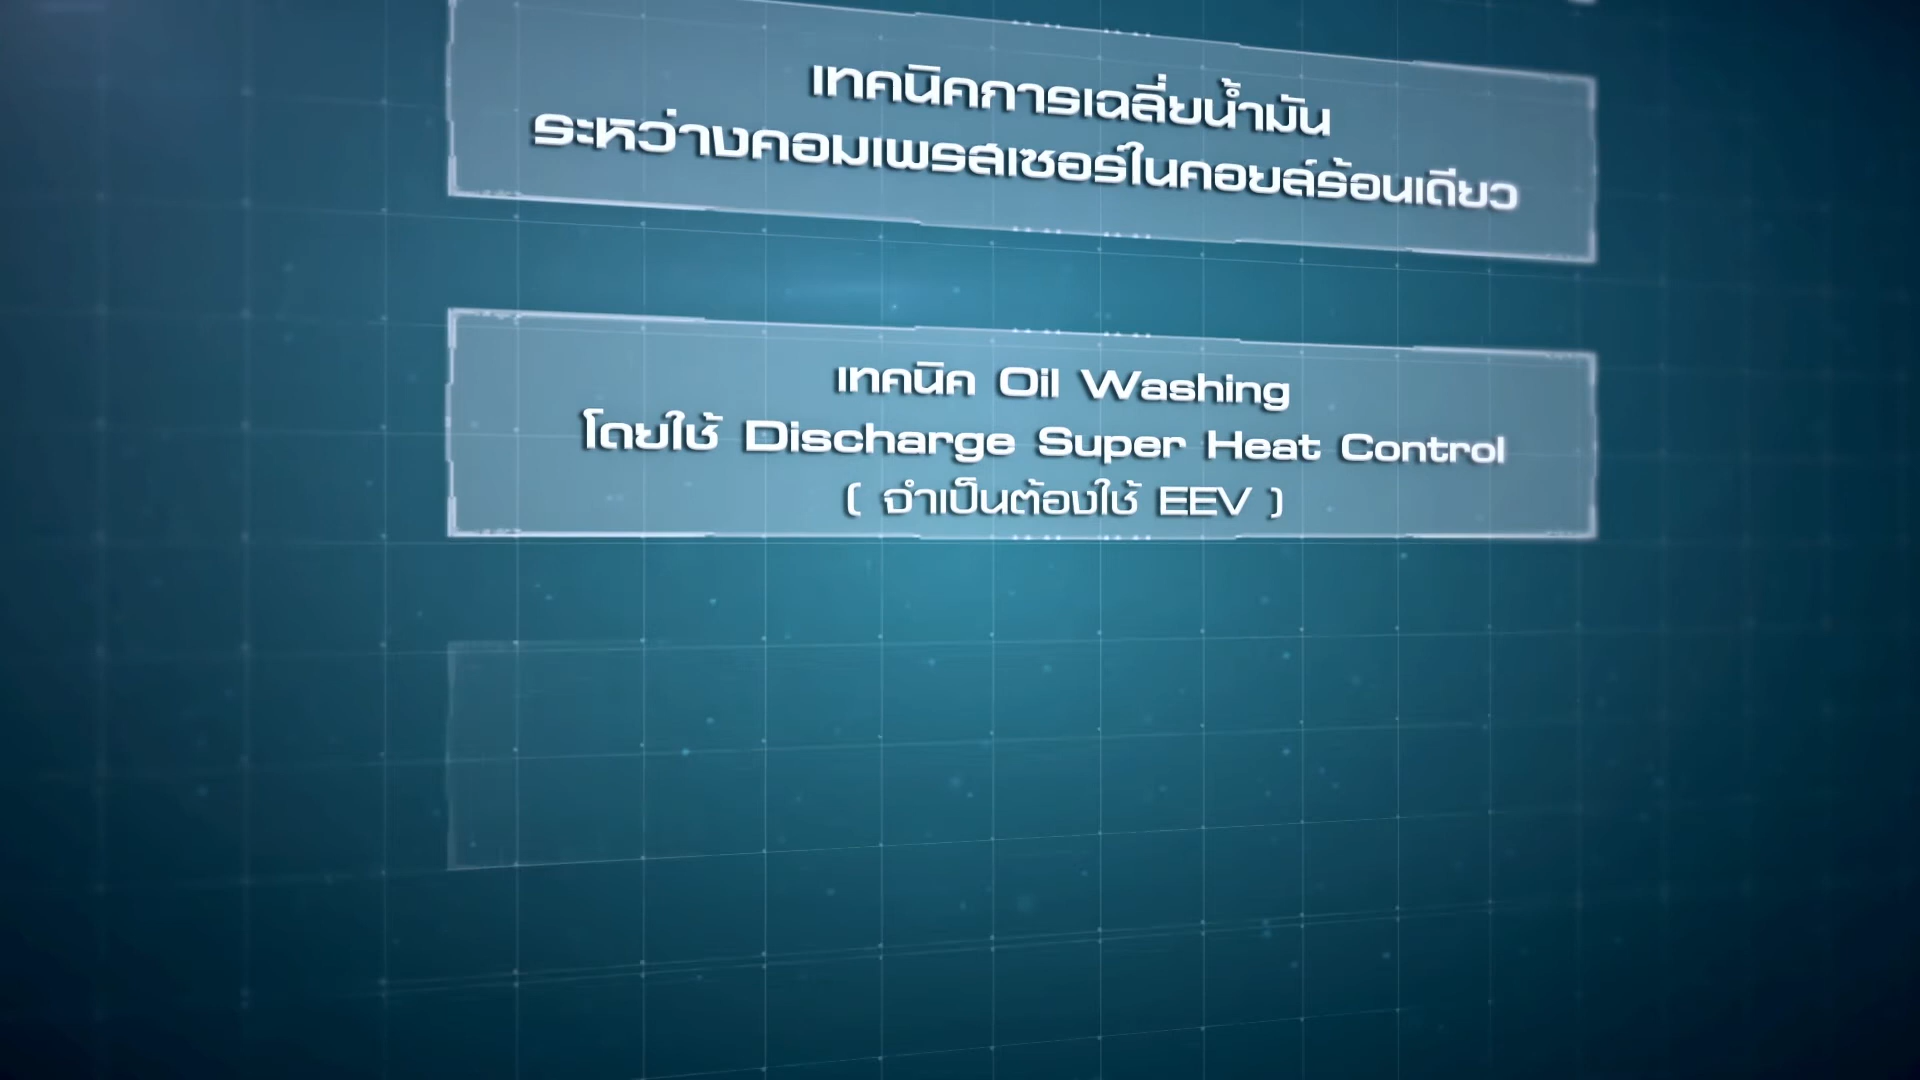 เทคนิคการเฉลี่ยน้ำมัน
ระหว่างคอมเพรสเซอร์ในคอยล์ร้อนเดียว
เทคนิค Oil Washing
โดยใช้ Discharge Super Heat Control
( จำเป็นต้องใช้ EEV )